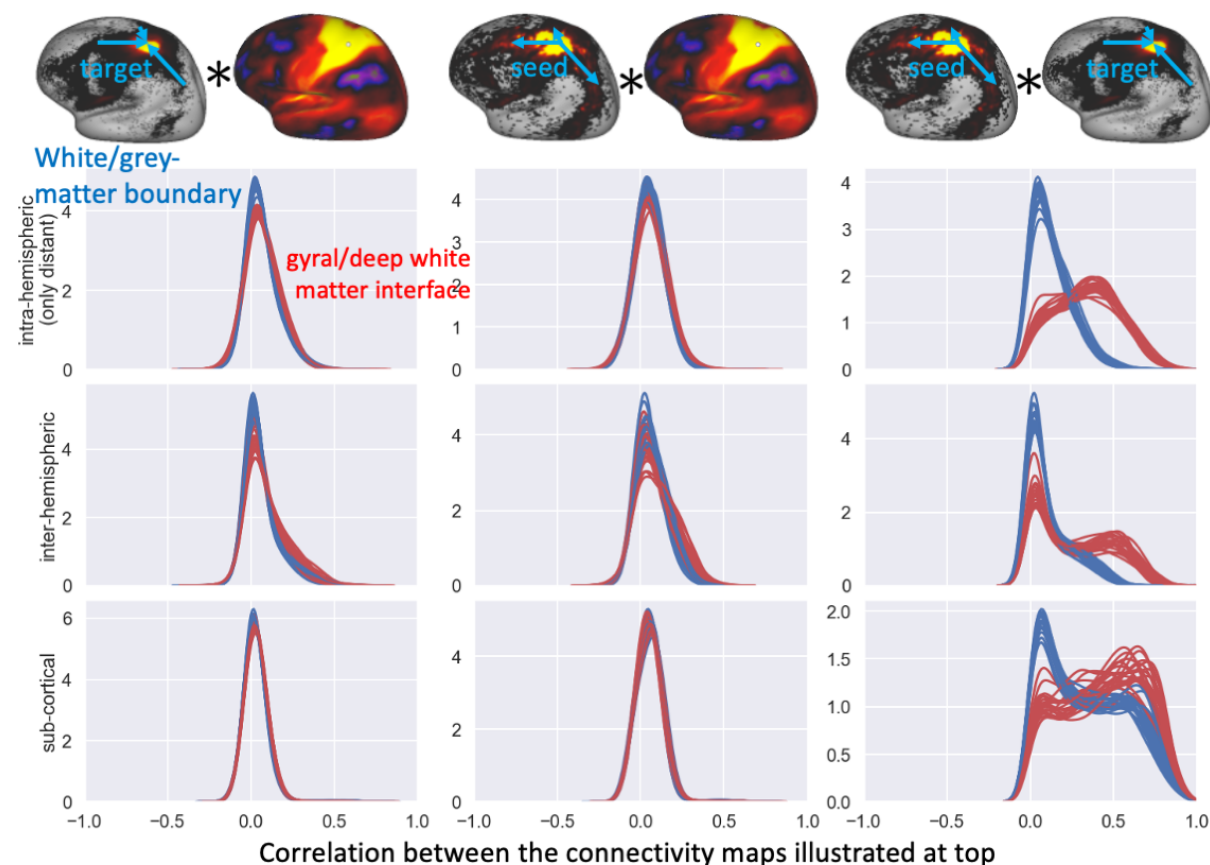 target
*
seed
*
seed
*
target
White/grey-
matter boundary
gyral/deep white
matter interface
intra-hemispheric
(only distant)
4
2
0
4
3
2
1
0
4
3
2
1
0
inter-hemispheric
4
2
0
4
2
0
4
2
1
0
sub-cortical
6
4
2
0
4
2
0
2.0
1.5
1.0
0.5
0.0
−1.0 −0.5 0.0 0.5 1.0
−1.0 −0.5 0.0 0.5 1.0
−1.0 −0.5 0.0 0.5 1.0
Correlation between the connectivity maps illustrated at top